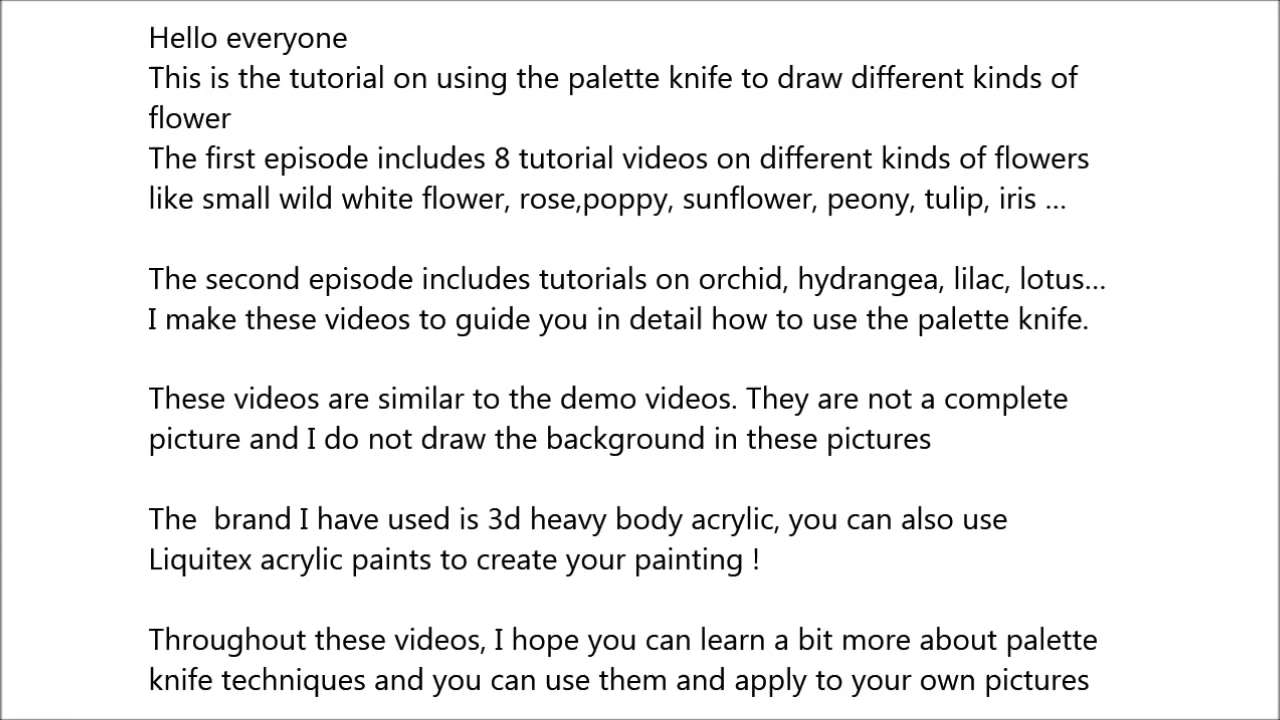 Hello everyone
This is the tutorial on using the palette knife to draw different kinds of
flower
The first episode includes 8 tutorial videos on different kinds of flowers
like small wild white flower, rose,poppy, sunflower, peony, tulip, iris ...
The second episode includes tutorials on orchid, hydrangea, lilac, lotus...
I make these videos to guide you in detail how to use the palette knife.
These videos are similar to the demo videos. They are not a complete
picture and I do not draw the background in these pictures
The  brand I have used is 3d heavy body acrylic, you can also use
Liquitex acrylic paints to create your painting !
Throughout these videos, I hope you can learn a bit more about palette
knife techniques and you can use them and apply to your own pictures